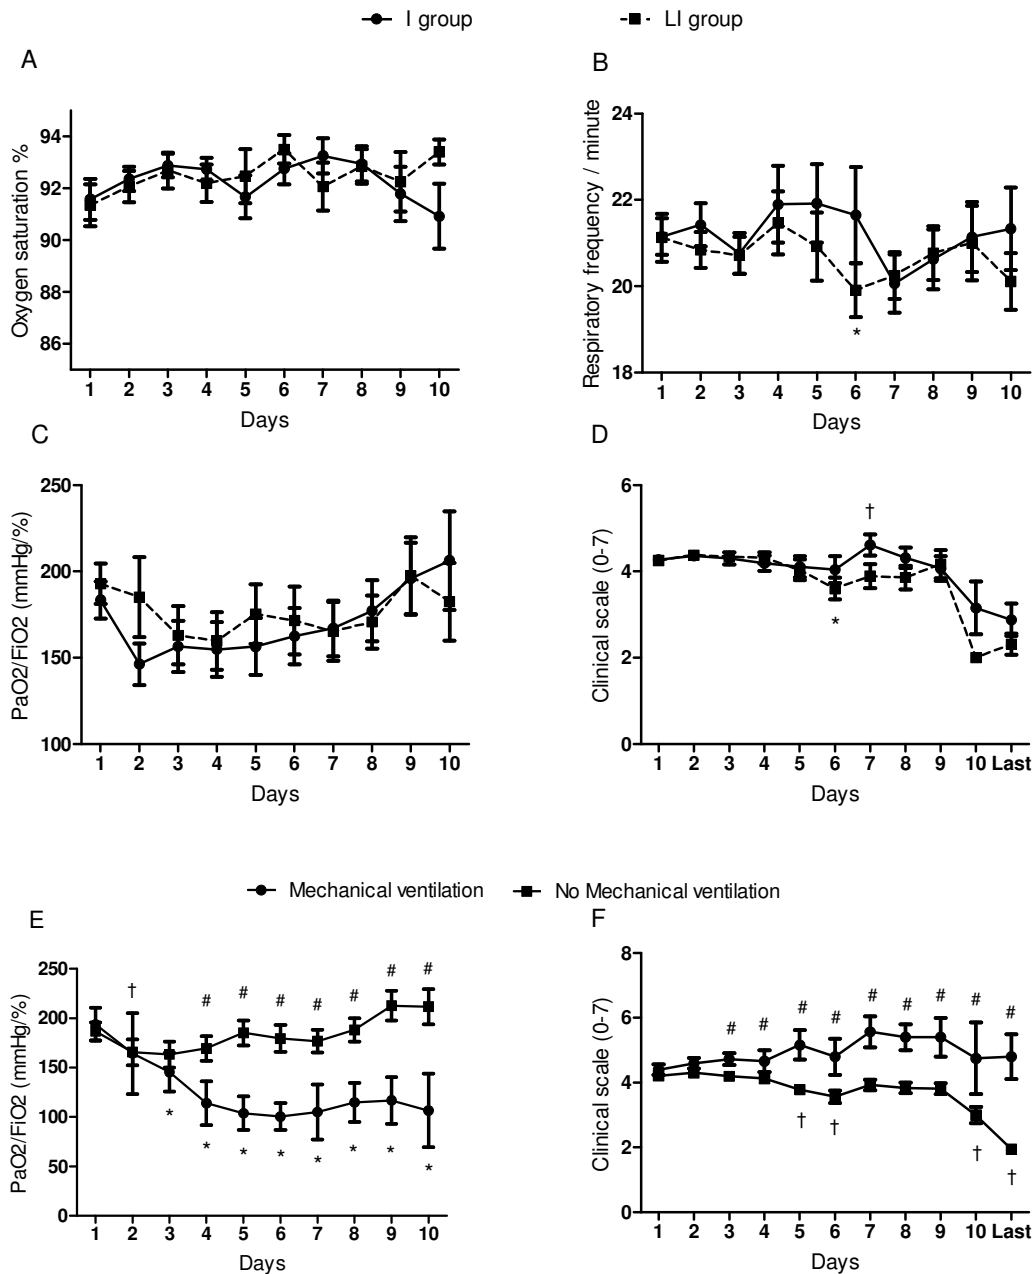 I group
LI group
A
Oxygen saturation %
94
92
90
88
86
1 2 3 4 5 6 7 8 9 10
Days
B
Respiratory frequency / minute
24
22
20
18
*
1 2 3 4 5 6 7 8 9 10
Days
C
PaO2/FiO2 (mmHg/%)
250
200
150
100
1 2 3 4 5 6 7 8 9 10
Days
D
Clinical scale (0-7)
6
4
2
0
†
*
1 2 3 4 5 6 7 8 9 10 Last
Days
Mechanical ventilation
No Mechanical ventilation
E
PaO2/FiO2 (mmHg/%)
250
200
150
100
50
0
† # # # # # # #
* * * * * * * *
1 2 3 4 5 6 7 8 9 10
Days
F
Clinical scale (0-7)
8
6
4
2
0
# # # # # # # # #
† † † †
1 2 3 4 5 6 7 8 9 10 Last
Days